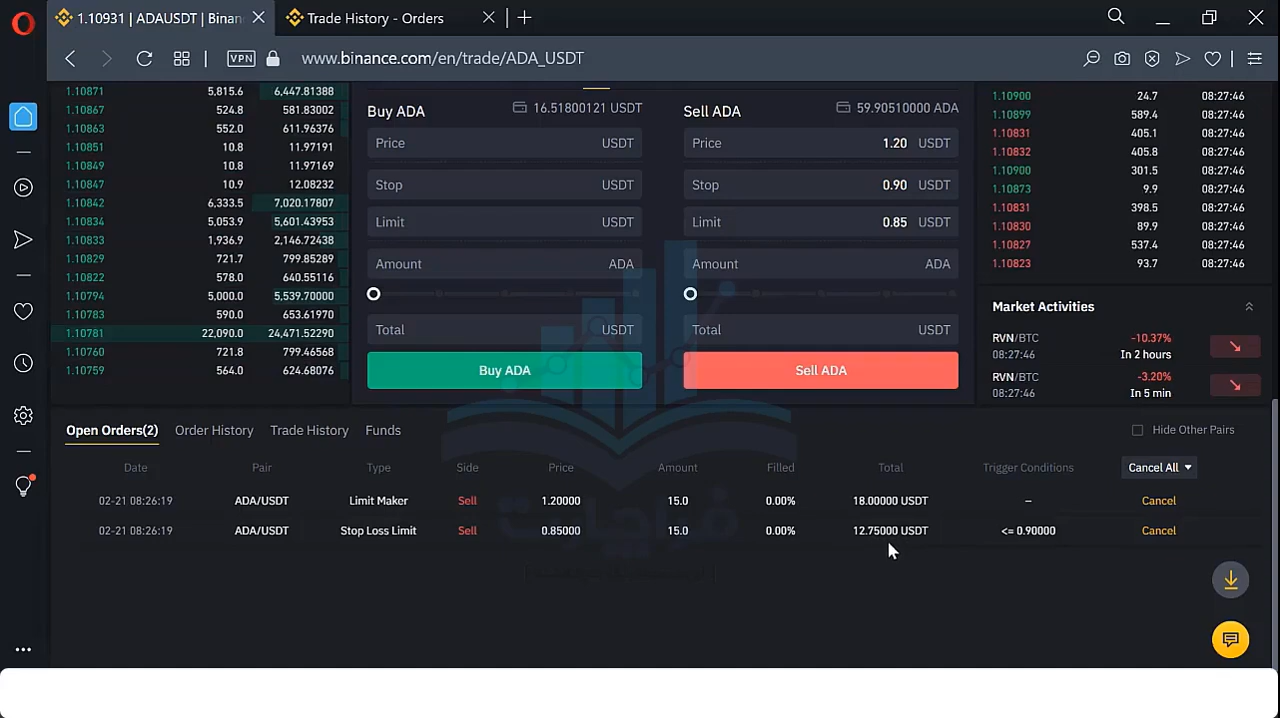 1.10931 | ADAUSDT | Binan
Trade History - Orders
VPN
www.binance.com/en/trade/ADA_USDT
1.10871 5,815.6 6,447.81388
1.10867 524.8 581.83002
1.10863 552.0 611.96376
1.10851 10.8 11.97191
1.10849 10.8 11.97169
1.10847 10.9 12.08232
1.10842 6,333.5 7,020.17807
1.10834 5,053.9 5,601.43953
1.10833 1,936.9 2,146.72438
1.10829 721.7 799.85289
1.10822 578.0 640.55116
1.10794 5,000.0 5,539.70000
1.10783 590.0 653.61970
1.10781 22,090.0 24,471.52290
1.10760 721.8 799.46568
1.10759 564.0 624.68076
Buy ADA 16.51800121 USDT
Price USDT
Stop USDT
Limit USDT
Amount ADA
Total USDT
Buy ADA
Sell ADA 59.90510000 ADA
Price 1.20 USDT
Stop 0.90 USDT
Limit 0.85 USDT
Amount ADA
Total USDT
Sell ADA
1.10900 24.7 08:27:46
1.10899 589.4 08:27:46
1.10831 405.1 08:27:46
1.10832 405.8 08:27:46
1.10900 301.5 08:27:46
1.10873 9.9 08:27:46
1.10831 398.5 08:27:46
1.10830 89.9 08:27:46
1.10827 537.4 08:27:46
1.10823 93.7 08:27:46
Market Activities
RVN/BTC -10.37%
08:27:46 In 2 hours
RVN/BTC -3.20%
08:27:46 In 5 min
Open Orders(2) Order History Trade History Funds Hide Other Pairs
Date Pair Type Side Price Amount Filled Total Trigger Conditions Cancel All
02-21 08:26:19 ADA/USDT Limit Maker Sell 1.20000 15.0 0.00% 18.00000 USDT – Cancel
02-21 08:26:19 ADA/USDT Stop Loss Limit Sell 0.85000 15.0 0.00% 12.75000 USDT <= 0.90000 Cancel
فراچارت